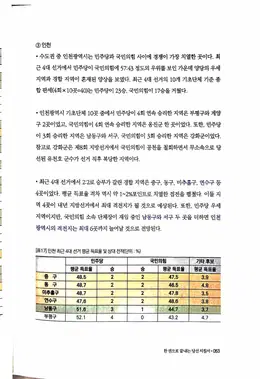 ② 인천
• 수도권 중 인천광역시는 민주당과 국민의힘 사이에 경쟁이 가장 치열한 곳이다. 최
근 4대 선거에서 민주당이 국민의힘에 57:43 정도의 우위를 보인 가운데 양당의 우세
지역과 경합 지역이 혼재된 양상을 보였다. 최근 4대 선거의 10개 기초단체 기준 총
합 판세(4회×10곳=40)는 민주당이 23승, 국민의힘이 17승을 거뒀다.
• 인천광역시 기초단체 10곳 중에서 민주당이 4회 연속 승리한 지역은 부평구와 계양
구 2곳이었고, 국민의힘이 4회 연속 승리한 지역은 옹진군 한 곳이었다. 또한, 민주당
이 3회 승리한 지역은 남동구와 서구, 국민의힘이 3회 승리한 지역은 강화군이었다.
참고로 강화군은 제8회 지방선거에서 국민의힘이 공천을 철회하면서 무소속으로 당
선된 유천호 군수가 선거 직후 복당한 지역이다.
• 최근 4대 선거에서 2:2로 승부가 갈린 경합 지역은 중구, 동구, 미추홀구, 연수구 등
4곳이었다. 평균 득표율 격차 역시 약 1~2%포인트로 치열한 접전을 펼쳤다. 이들 지
역 4곳이 내년 지방선거에서 최대 격전지가 될 것으로 예상된다. 또한, 민주당 우세
지역이지만, 국민의힘 소속 단체장이 재임 중인 남동구와 서구 두 곳을 더하면 인천
광역시의 격전지는 최대 6곳까지 늘어날 것으로 전망된다.
[표17] 인천 최근 4대 선거 평균 득표율 및 상대 전적(단위 : %)
민주당 국민의힘 기타 후보
평균 득표율 승 평균 득표율 승 평균 득표율
중 구 48.5 2 2 47.5 3.9
동 구 48.7 2 2 46.5 4.9
미추홀구 48.7 2 2 47.8 3.5
연수구 47.6 2 2 48.6 3.8
남동구 51.6 3 1 44.7 3.7
부평구 52.1 4 0 43.2 4.7
한 권으로 끝내는 당선 지침서 • 053